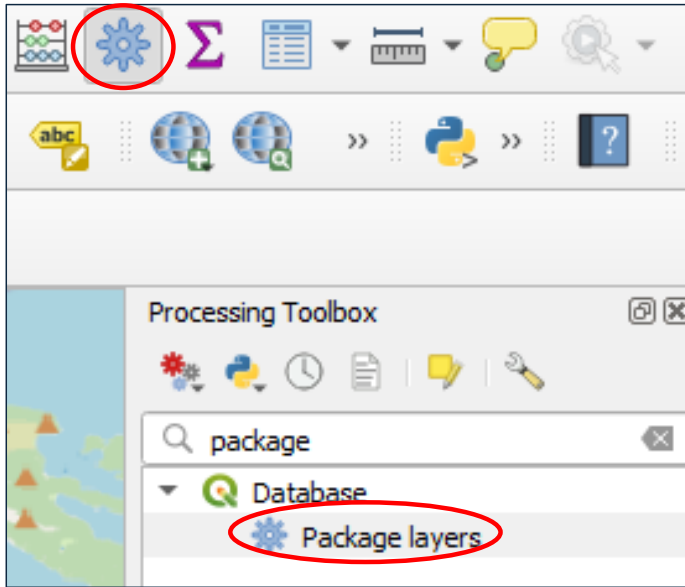 abc
Processing Toolbox
package
Database
Package layers